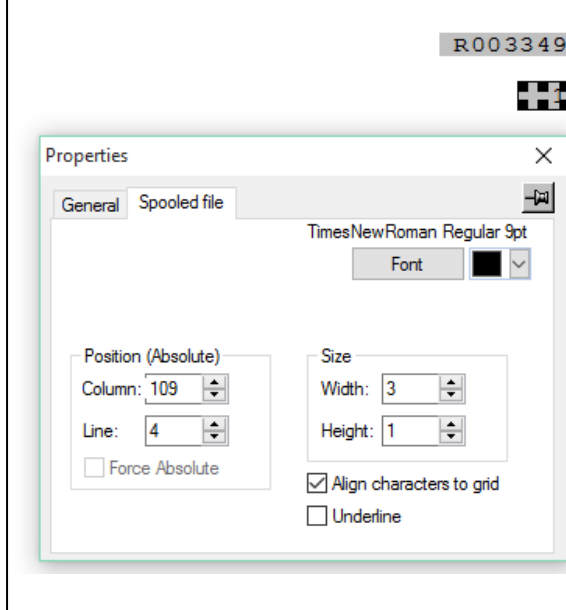 R003349
1
Properties
General Spooled file
TimesNewRoman Regular 9pt
Font
Position (Absolute) Size
Column: 109 Width: 3
Line: 4 Height: 1
Force Absolute
Align characters to grid
Underline